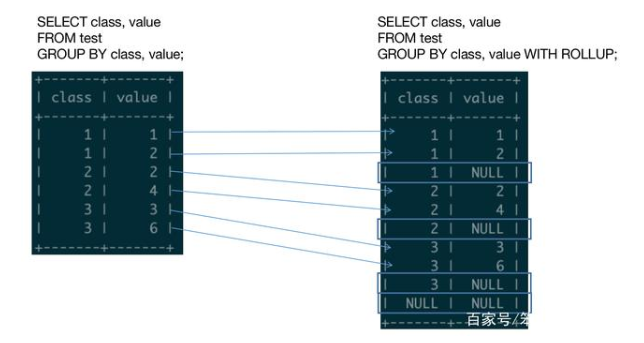 SELECT class, value
FROM test
GROUP BY class, value;
+-------+-------+
| class | value |
+-------+-------+
| 1 | 1 |
| 1 | 2 |
| 2 | 2 |
| 2 | 4 |
| 3 | 3 |
| 3 | 6 |
+-------+-------+
SELECT class, value
FROM test
GROUP BY class, value WITH ROLLUP;
+-------+-------+
| class | value |
+-------+-------+
| 1 | 1 |
| 1 | 2 |
| 1 | NULL |
| 2 | 2 |
| 2 | 4 |
| 2 | NULL |
| 3 | 3 |
| 3 | 6 |
| 3 | NULL |
| NULL | NULL |
+-------+-------+
百家号/